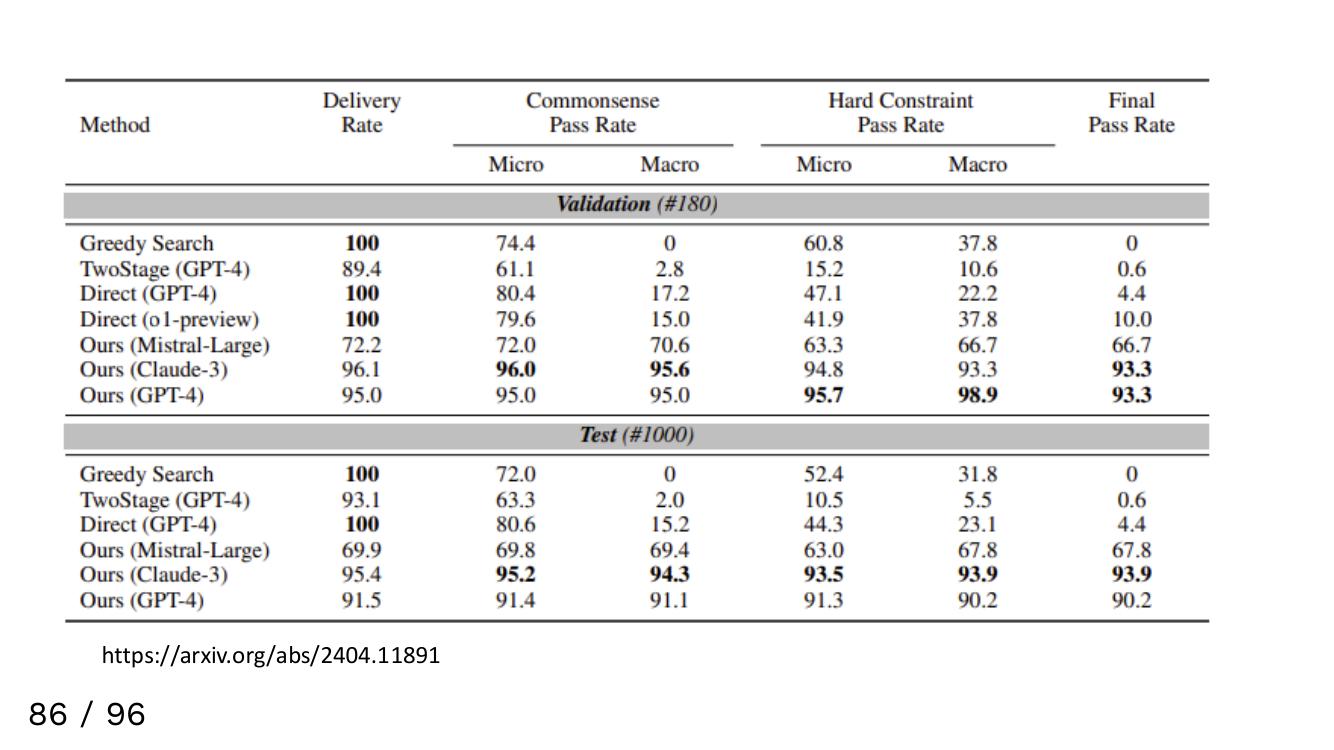 Method Delivery Rate Commonsense Pass Rate Hard Constraint Pass Rate Final Pass Rate
Micro Macro Micro Macro
Validation (#180)
Greedy Search 100 74.4 0 60.8 37.8 0
TwoStage (GPT-4) 89.4 61.1 2.8 15.2 10.6 0.6
Direct (GPT-4) 100 80.4 17.2 47.1 22.2 4.4
Direct (o1-preview) 100 79.6 15.0 41.9 37.8 10.0
Ours (Mistral-Large) 72.2 72.0 70.6 63.3 66.7 66.7
Ours (Claude-3) 96.1 96.0 95.6 94.8 93.3 93.3
Ours (GPT-4) 95.0 95.0 95.0 95.7 98.9 93.3
Test (#1000)
Greedy Search 100 72.0 0 52.4 31.8 0
TwoStage (GPT-4) 93.1 63.3 2.0 10.5 5.5 0.6
Direct (GPT-4) 100 80.6 15.2 44.3 23.1 4.4
Ours (Mistral-Large) 69.9 69.8 69.4 63.0 67.8 67.8
Ours (Claude-3) 95.4 95.2 94.3 93.5 93.9 93.9
Ours (GPT-4) 91.5 91.4 91.1 91.3 90.2 90.2
https://arxiv.org/abs/2404.11891
86 / 96